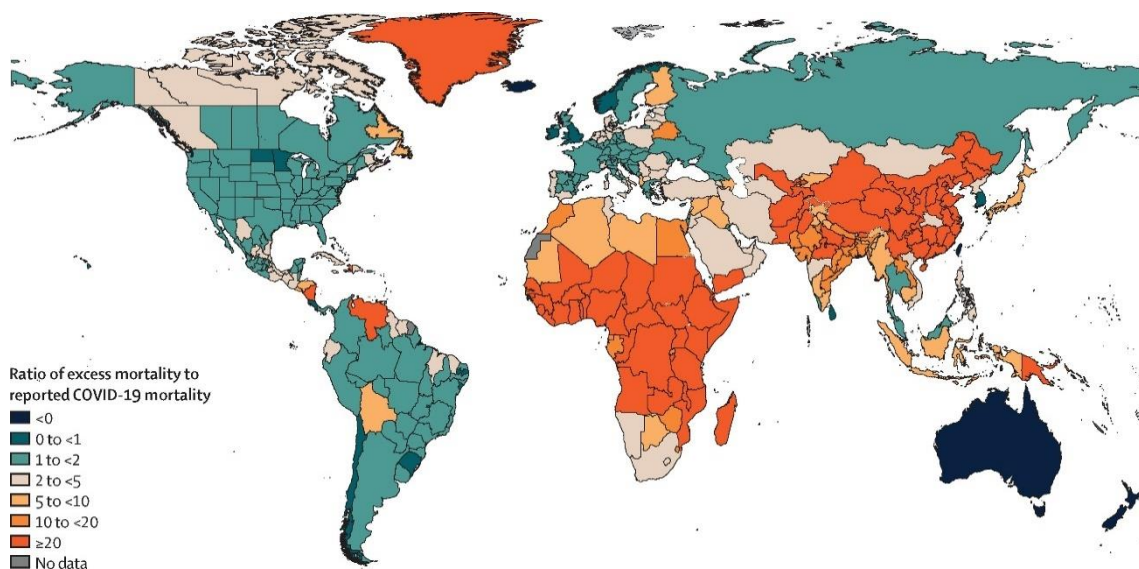 Ratio of excess mortality to
reported COVID-19 mortality
<0
0 to <1
1 to <2
2 to <5
5 to <10
10 to <20
≥20
No data